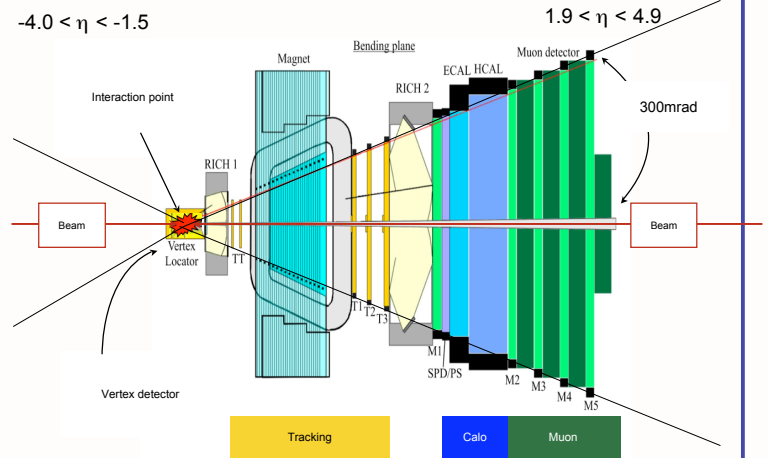 -4.0 < η < -1.5
1.9 < η < 4.9
Bending plane
Magnet
Muon detector
ECAL HCAL
RICH 2
Interaction point
300mrad
RICH 1
Beam
Beam
Vertex
Locator
TT
T1
T2
T3
M1
SPD/PS
M2
M3
M4
M5
Vertex detector
Tracking
Calo
Muon